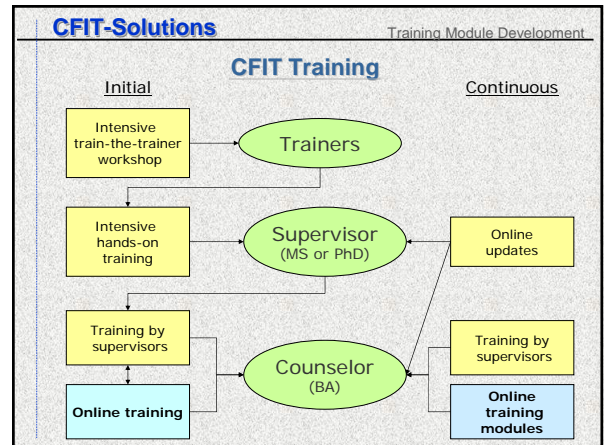 CFIT-Solutions
Training Module Development
CFIT Training
Initial
Continuous
Intensive
train-the-trainer
workshop
Trainers
Intensive
hands-on
training
Supervisor
(MS or PhD)
Online
updates
Training by
supervisors
Counselor
(BA)
Training by
supervisors
Online training
Online
training
modules